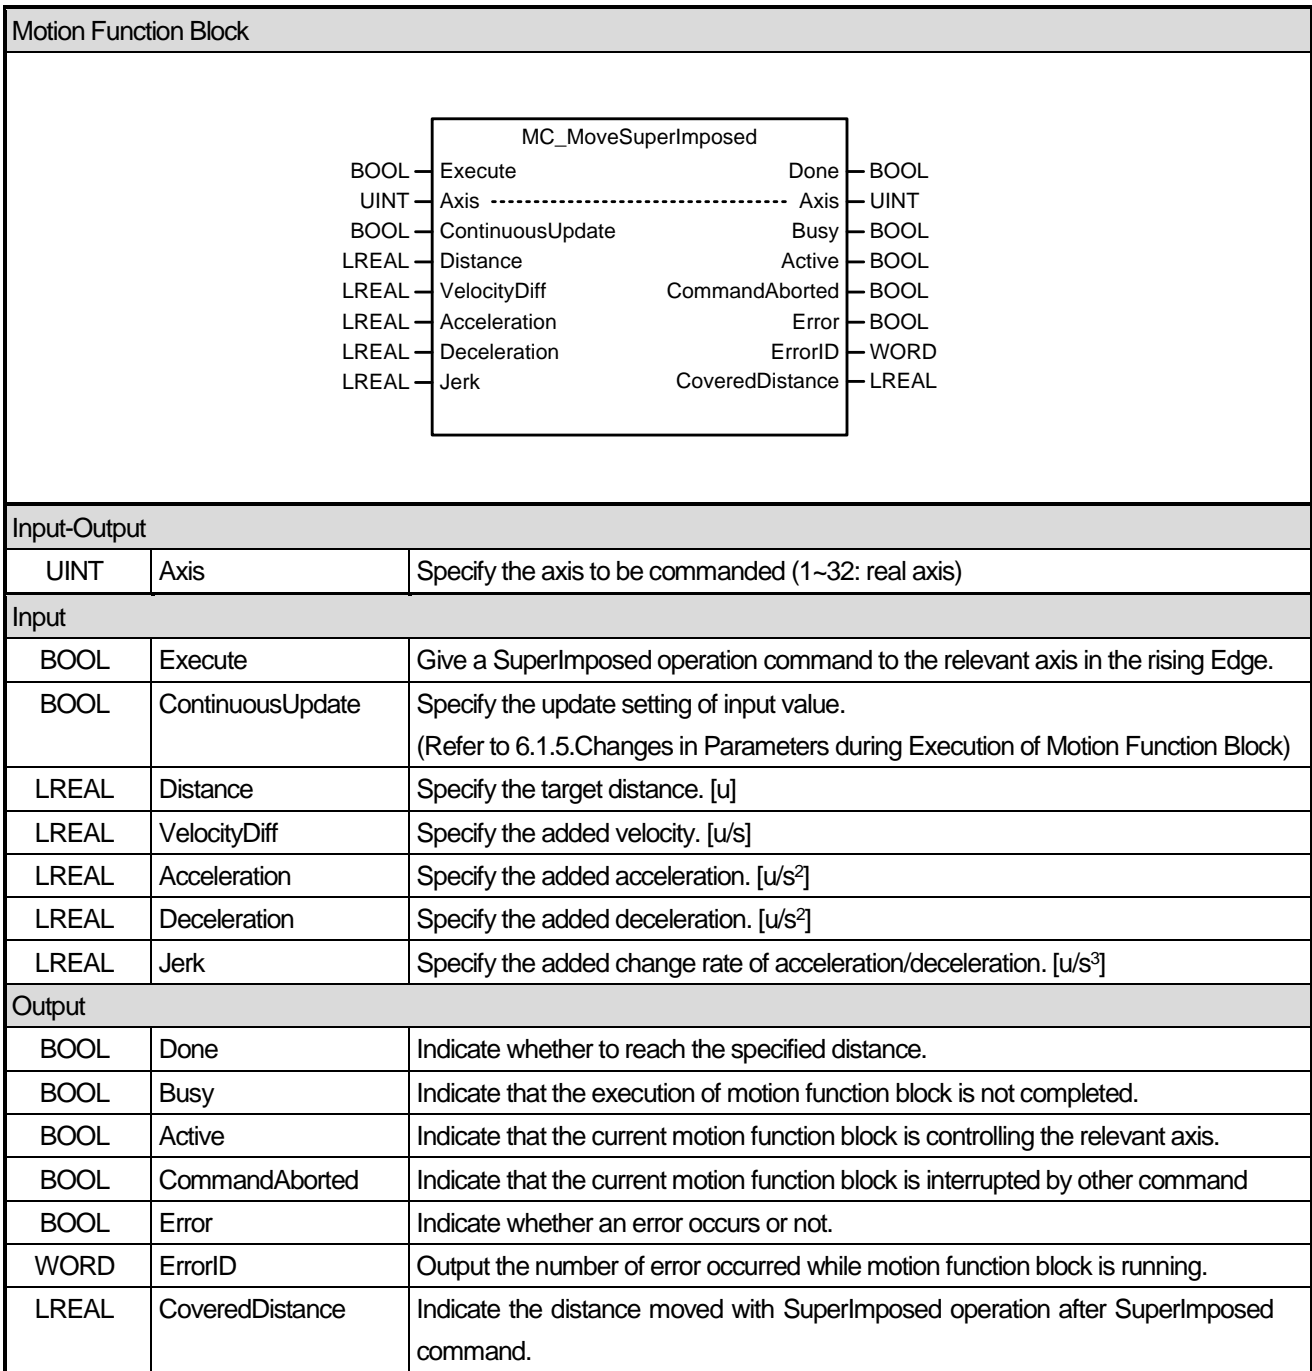 Motion Function Block
MC_MoveSuperImposed
BOOL Execute Done BOOL
UINT Axis Axis UINT
BOOL ContinuousUpdate Busy BOOL
LREAL Distance Active BOOL
LREAL VelocityDiff CommandAborted BOOL
LREAL Acceleration Error BOOL
LREAL Deceleration ErrorID WORD
LREAL Jerk CoveredDistance LREAL
Input-Output
UINT Axis Specify the axis to be commanded (1~32: real axis)
Input
BOOL Execute Give a SuperImposed operation command to the relevant axis in the rising Edge.
BOOL ContinuousUpdate Specify the update setting of input value.
(Refer to 6.1.5.Changes in Parameters during Execution of Motion Function Block)
LREAL Distance Specify the target distance. [u]
LREAL VelocityDiff Specify the added velocity. [u/s]
LREAL Acceleration Specify the added acceleration. [u/s²]
LREAL Deceleration Specify the added deceleration. [u/s²]
LREAL Jerk Specify the added change rate of acceleration/deceleration. [u/s³]
Output
BOOL Done Indicate whether to reach the specified distance.
BOOL Busy Indicate that the execution of motion function block is not completed.
BOOL Active Indicate that the current motion function block is controlling the relevant axis.
BOOL CommandAborted Indicate that the current motion function block is interrupted by other command
BOOL Error Indicate whether an error occurs or not.
WORD ErrorID Output the number of error occurred while motion function block is running.
LREAL CoveredDistance Indicate the distance moved with SuperImposed operation after SuperImposed
command.